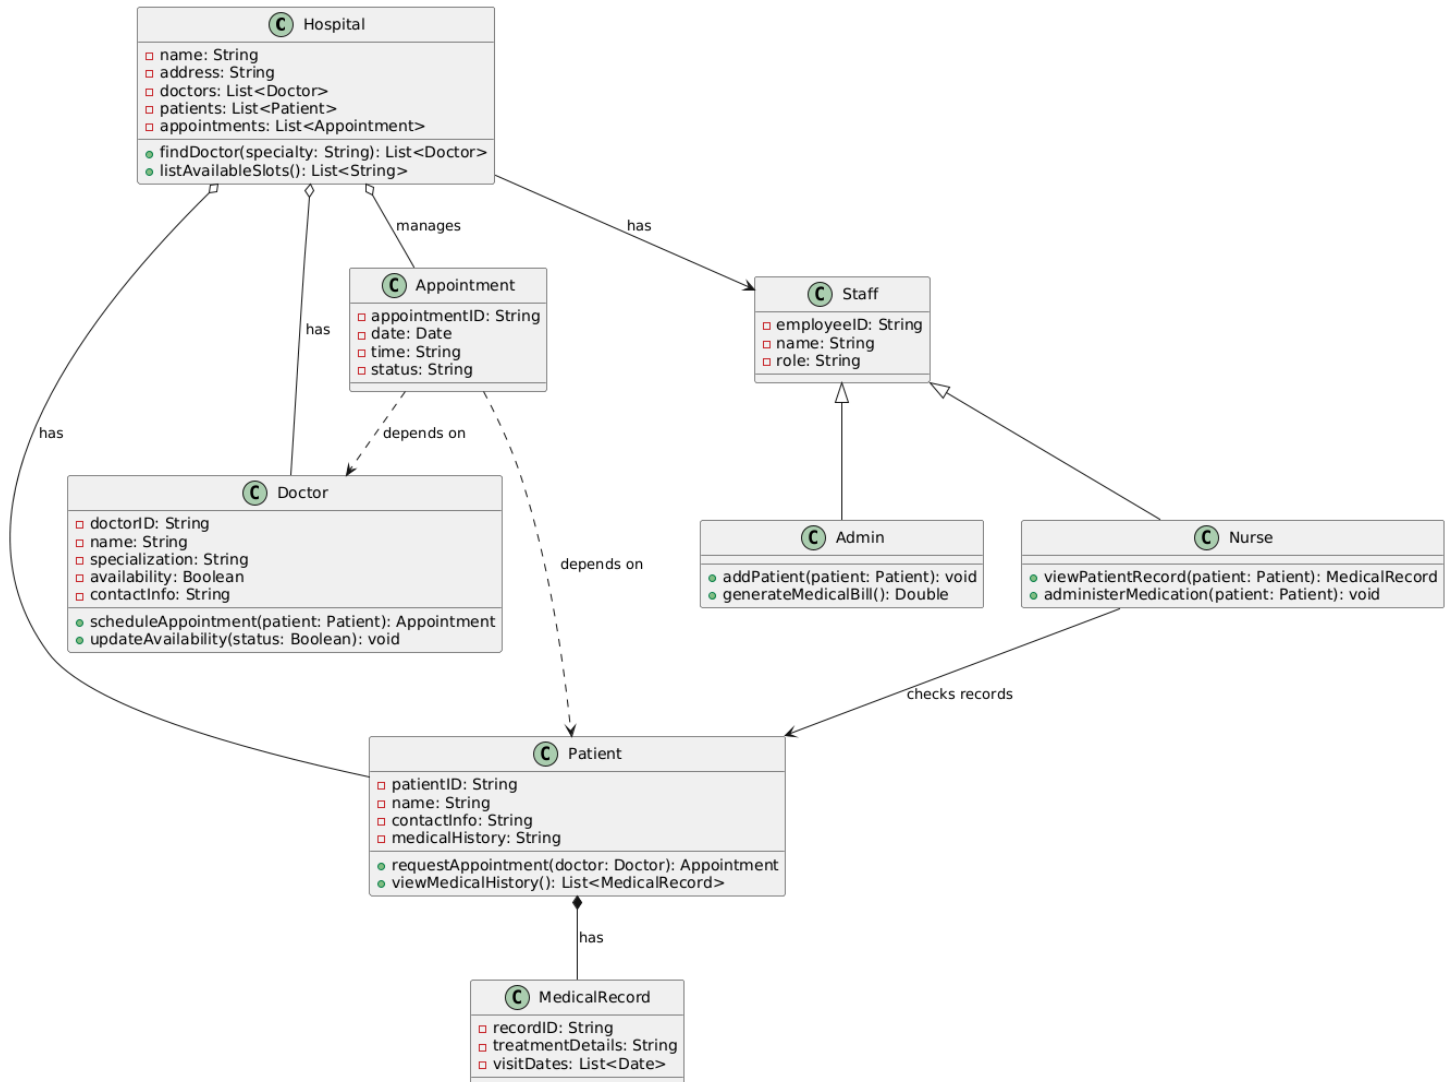 C Hospital
name: String
address: String
doctors: List<Doctor>
patients: List<Patient>
appointments: List<Appointment>
findDoctor(specialty: String): List<Doctor>
listAvailableSlots(): List<String>
manages
has
C Appointment
appointmentID: String
date: Date
time: String
status: String
C Staff
employeeID: String
name: String
role: String
has
has
depends on
C Doctor
doctorID: String
name: String
specialization: String
availability: Boolean
contactInfo: String
scheduleAppointment(patient: Patient): Appointment
updateAvailability(status: Boolean): void
depends on
C Admin
addPatient(patient: Patient): void
generateMedicalBill(): Double
C Nurse
viewPatientRecord(patient: Patient): MedicalRecord
administerMedication(patient: Patient): void
checks records
C Patient
patientID: String
name: String
contactInfo: String
medicalHistory: String
requestAppointment(doctor: Doctor): Appointment
viewMedicalHistory(): List<MedicalRecord>
has
C MedicalRecord
recordID: String
treatmentDetails: String
visitDates: List<Date>